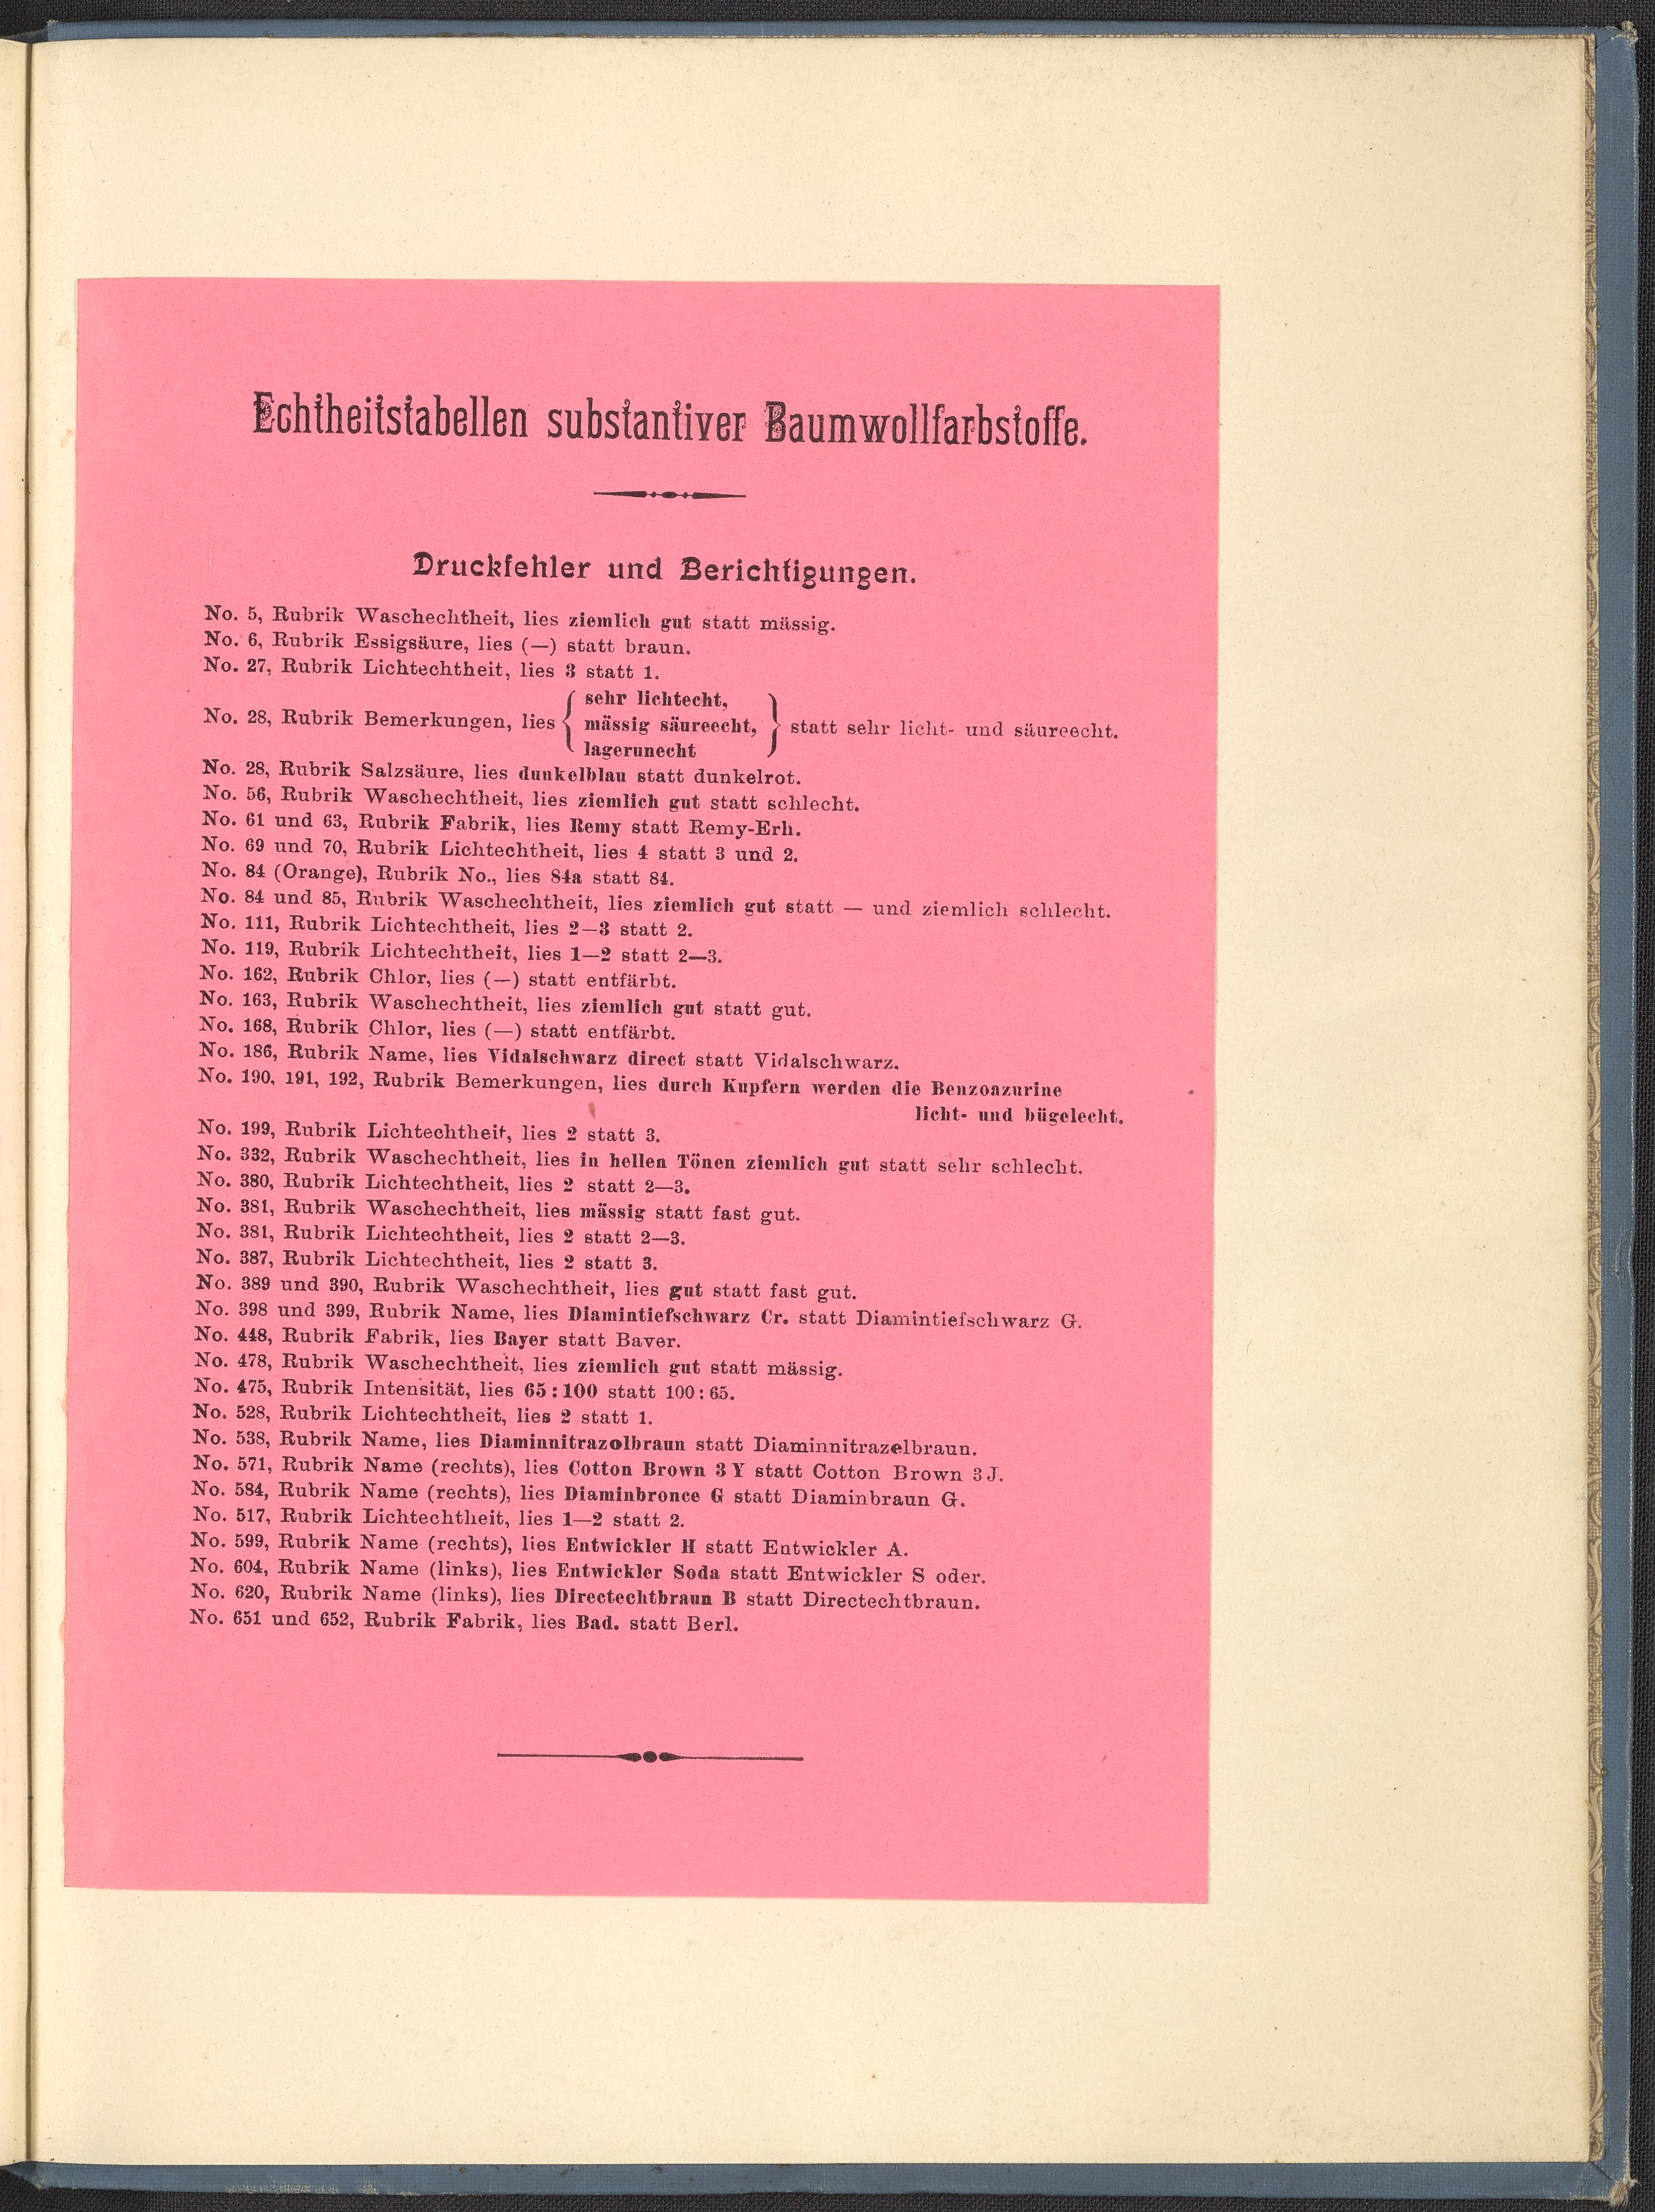 Echtheitstabellen substantiver Baumwollfarbstoffe.
Druckfehler und Berichtigungen.
No. 5, Rubrik Waschechtheit, lies ziemlich gut statt mässig.
No. 6, Rubrik Essigsäure, lies (—) statt braun.
No. 27, Rubrik Lichtechtheit, lies 3 statt 1.
No. 28, Rubrik Bemerkungen, lies { sehr lichtecht, mässig säureecht, lagerunecht } statt sehr licht- und säureecht.
No. 28, Rubrik Salzsäure, lies dunkelblau statt dunkelrot.
No. 56, Rubrik Waschechtheit, lies ziemlich gut statt schlecht.
No. 61 und 63, Rubrik Fabrik, lies Remy statt Remy-Erh.
No. 69 und 70, Rubrik Lichtechtheit, lies 4 statt 3 und 2.
No. 84 (Orange), Rubrik No., lies 84a statt 84.
No. 84 und 85, Rubrik Waschechtheit, lies ziemlich gut statt — und ziemlich schlecht.
No. 111, Rubrik Lichtechtheit, lies 2—3 statt 2.
No. 119, Rubrik Lichtechtheit, lies 1—2 statt 2—3.
No. 162, Rubrik Chlor, lies (—) statt entfärbt.
No. 163, Rubrik Waschechtheit, lies ziemlich gut statt gut.
No. 168, Rubrik Chlor, lies (—) statt entfärbt.
No. 186, Rubrik Name, lies Vidalschwarz direct statt Vidalschwarz.
No. 190, 191, 192, Rubrik Bemerkungen, lies durch Kupfern werden die Benzoazurine
licht- und bügelecht.
No. 199, Rubrik Lichtechtheit, lies 2 statt 3.
No. 332, Rubrik Waschechtheit, lies in hellen Tönen ziemlich gut statt sehr schlecht.
No. 380, Rubrik Lichtechtheit, lies 2 statt 2—3.
No. 381, Rubrik Waschechtheit, lies mässig statt fast gut.
No. 381, Rubrik Lichtechtheit, lies 2 statt 2—3.
No. 387, Rubrik Lichtechtheit, lies 2 statt 3.
No. 389 und 390, Rubrik Waschechtheit, lies gut statt fast gut.
No. 398 und 399, Rubrik Name, lies Diamintiefschwarz Cr. statt Diamintiefschwarz G.
No. 448, Rubrik Fabrik, lies Bayer statt Baver.
No. 478, Rubrik Waschechtheit, lies ziemlich gut statt mässig.
No. 475, Rubrik Intensität, lies 65:100 statt 100:65.
No. 528, Rubrik Lichtechtheit, lies 2 statt 1.
No. 538, Rubrik Name, lies Diaminnitrazolbraun statt Diaminnitrazelbraun.
No. 571, Rubrik Name (rechts), lies Cotton Brown 3 Y statt Cotton Brown 3 J.
No. 584, Rubrik Name (rechts), lies Diaminbronce G statt Diaminbraun G.
No. 517, Rubrik Lichtechtheit, lies 1—2 statt 2.
No. 599, Rubrik Name (rechts), lies Entwickler H statt Entwickler A.
No. 604, Rubrik Name (links), lies Entwickler Soda statt Entwickler S oder.
No. 620, Rubrik Name (links), lies Directechtbraun B statt Directechtbraun.
No. 651 und 652, Rubrik Fabrik, lies Bad. statt Berl.